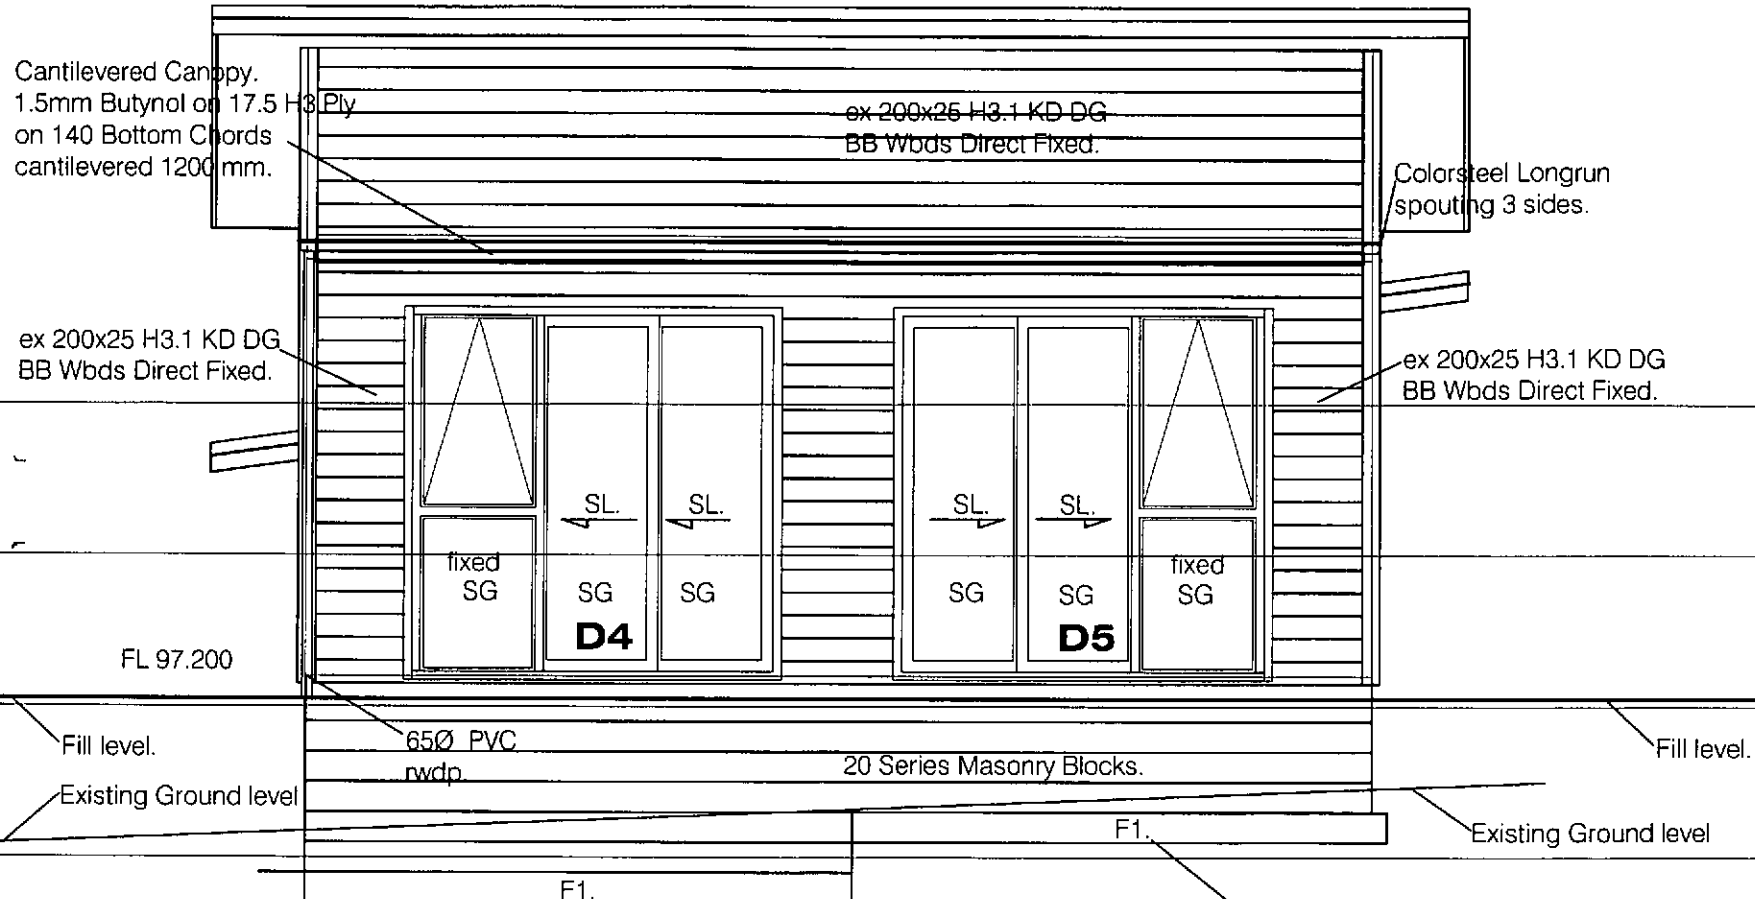 Cantilevered Canopy.
1.5mm Butynol on 17.5 H3 Ply
on 140 Bottom Chords
cantilevered 1200 mm.
ex 200x25 H3.1 KD DG
BB Wbds Direct Fixed.
Colorsteel Longrun
spouting 3 sides.
ex 200x25 H3.1 KD DG
BB Wbds Direct Fixed.
ex 200x25 H3.1 KD DG
BB Wbds Direct Fixed.
SL. SL. SL. SL.
fixed
SG SG SG
D4
SG SG
fixed
SG
D5
FL 97.200
Fill level.
65Ø PVC
rwdp.
20 Series Masonry Blocks.
Fill level.
Existing Ground level
F1.
Existing Ground level
F1.